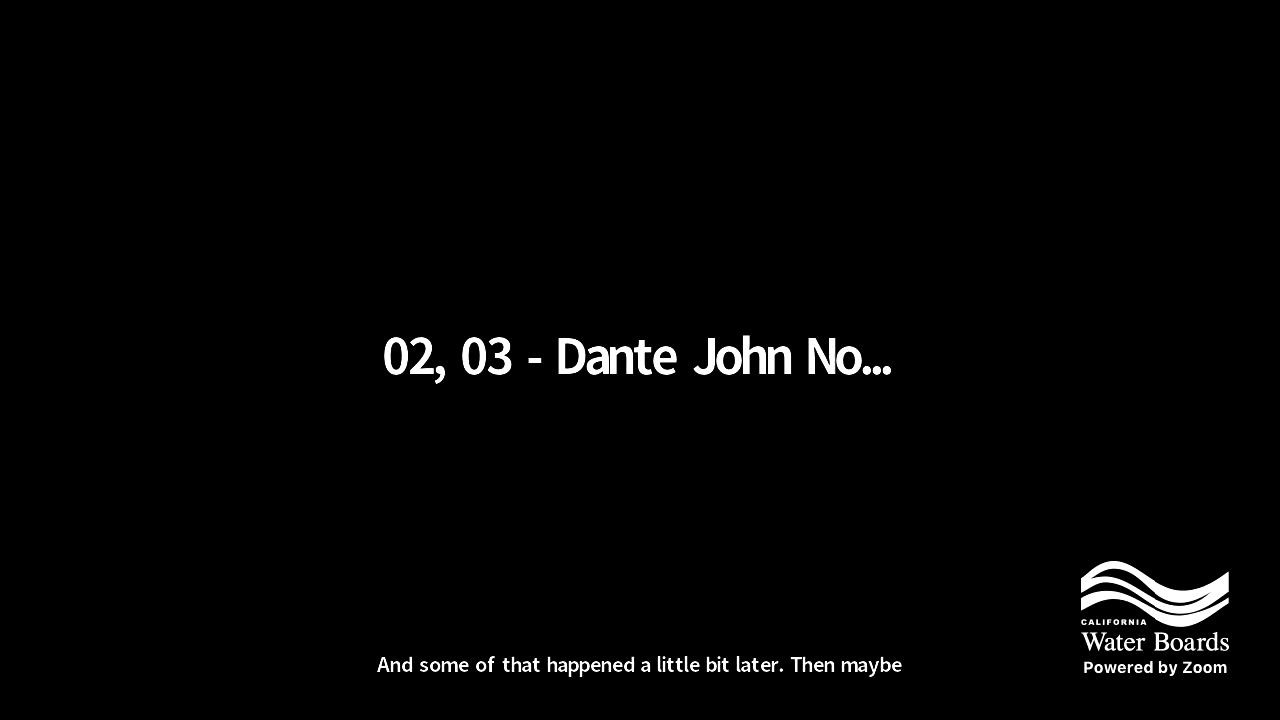 02, 03 - Dante John No...
CALIFORNIA
Water Boards
And some of that happened a little bit later. Then maybe
Powered by Zoom